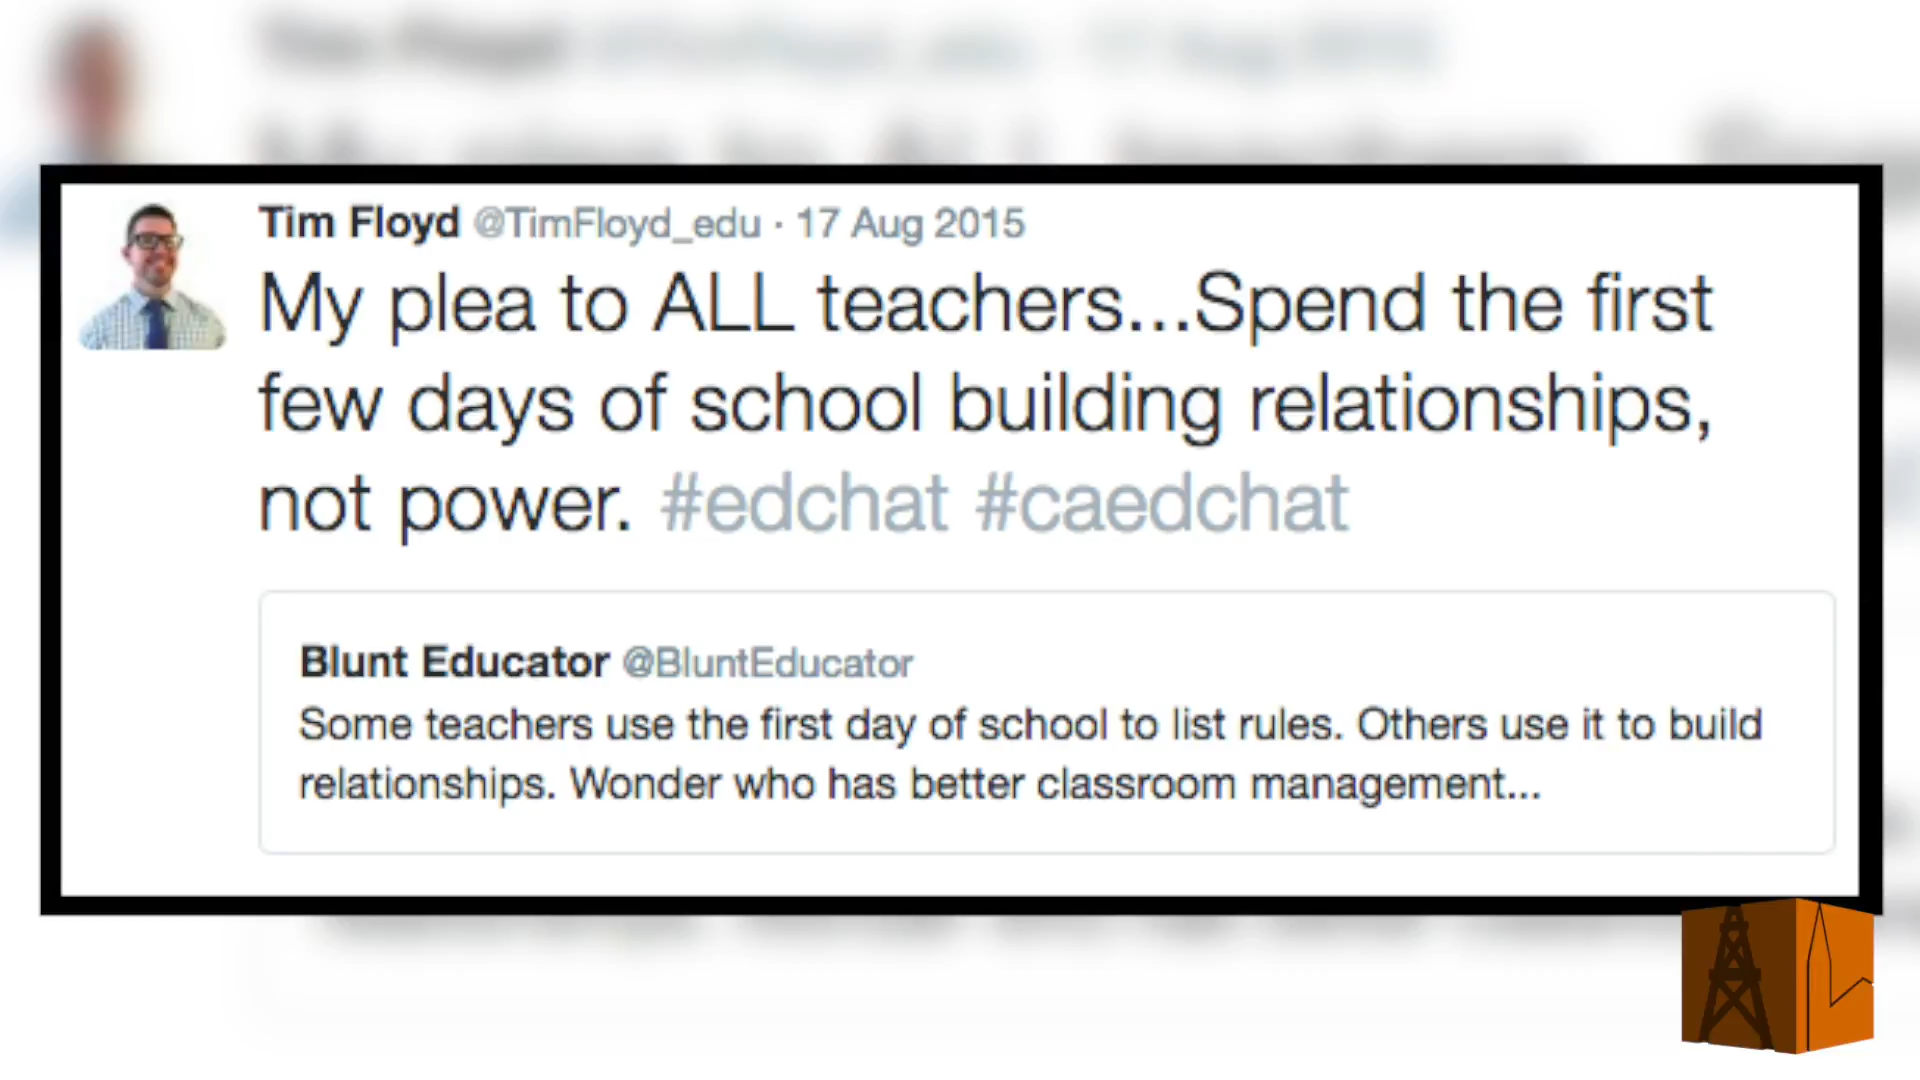 Tim Floyd @TimFloyd_edu · 17 Aug 2015
My plea to ALL teachers...Spend the first
few days of school building relationships,
not power. #edchat #caedchat
Blunt Educator @BluntEducator
Some teachers use the first day of school to list rules. Others use it to build
relationships. Wonder who has better classroom management...